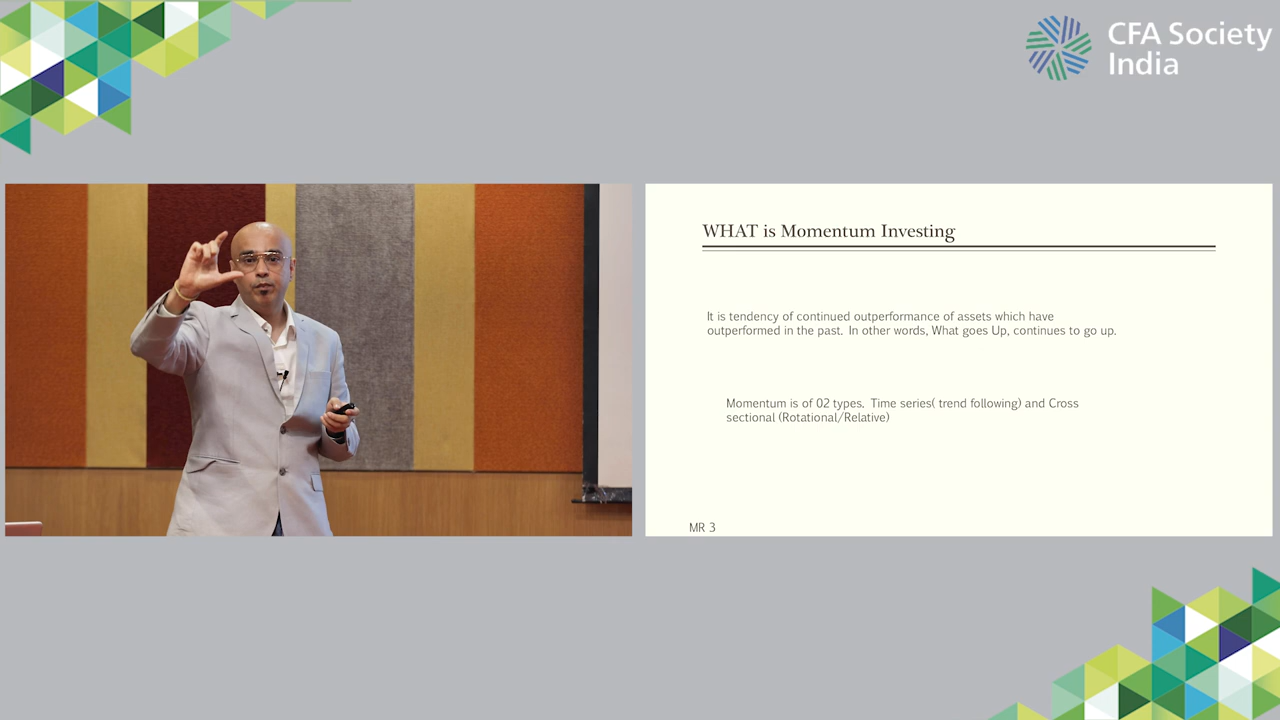 CFA Society
India
WHAT is Momentum Investing
It is tendency of continued outperformance of assets which have
outperformed in the past. In other words, What goes Up, continues to go up.
Momentum is of 02 types. Time series( trend following) and Cross
sectional (Rotational/Relative)
MR 3